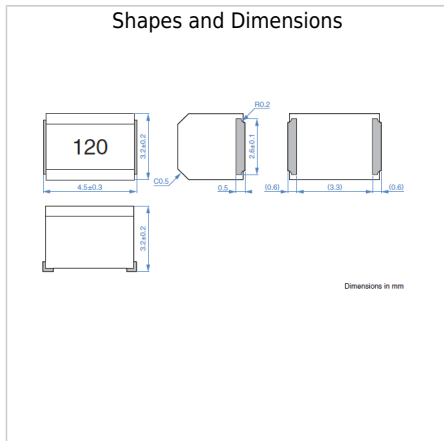 Shapes and Dimensions
120
3.2±0.2
4.5±0.3
R0.2
2.6±0.1
C0.5
0.5
(0.6)
(3.3)
(0.6)
3.2±0.2
Dimensions in mm